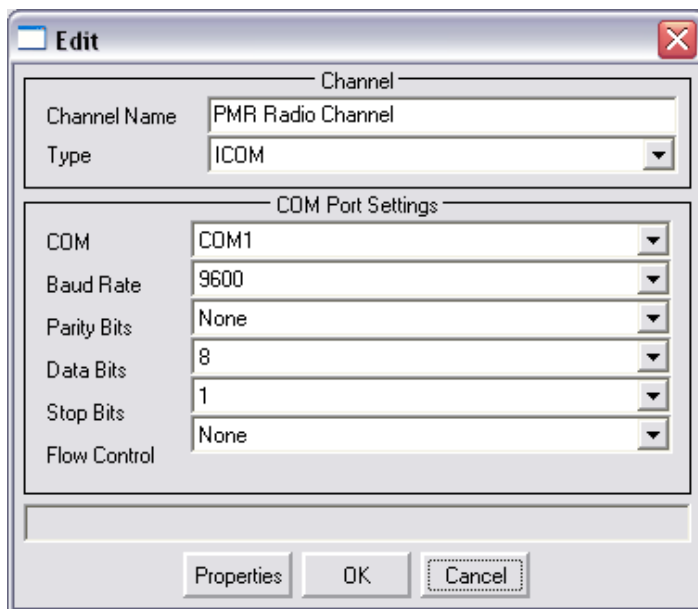 Edit
Channel
Channel Name PMR Radio Channel
Type ICOM
COM Port Settings
COM COM1
Baud Rate 9600
Parity Bits None
Data Bits 8
Stop Bits 1
Flow Control None
Properties OK Cancel